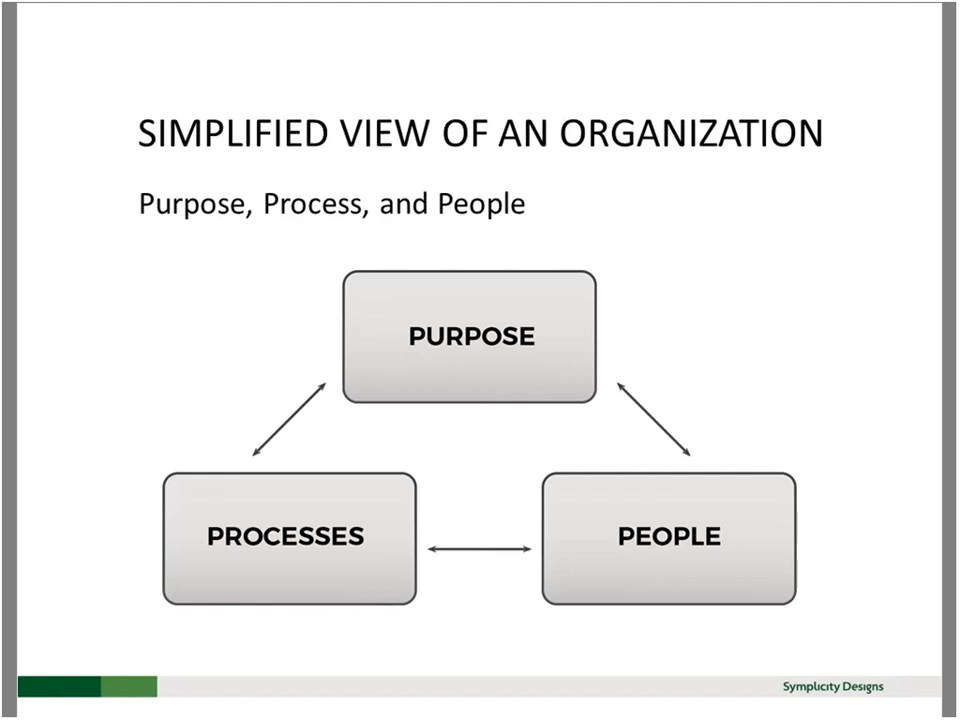 SIMPLIFIED VIEW OF AN ORGANIZATION
Purpose, Process, and People
PURPOSE
PROCESSES
PEOPLE
Symplicity Designs